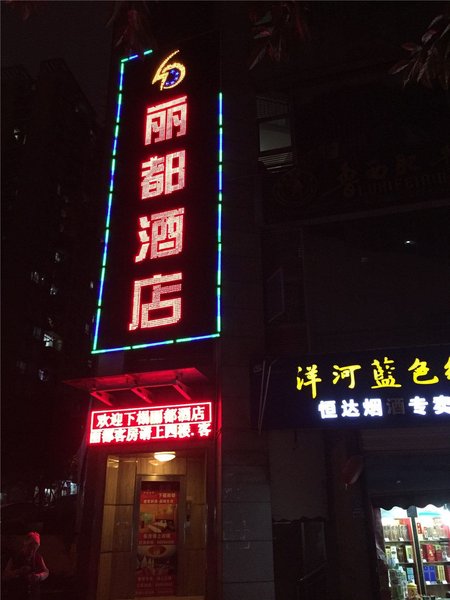 丽都酒店
欢迎下榻丽都酒店
丽都客房请上四楼.客
洋河蓝色经
恒达烟酒专卖